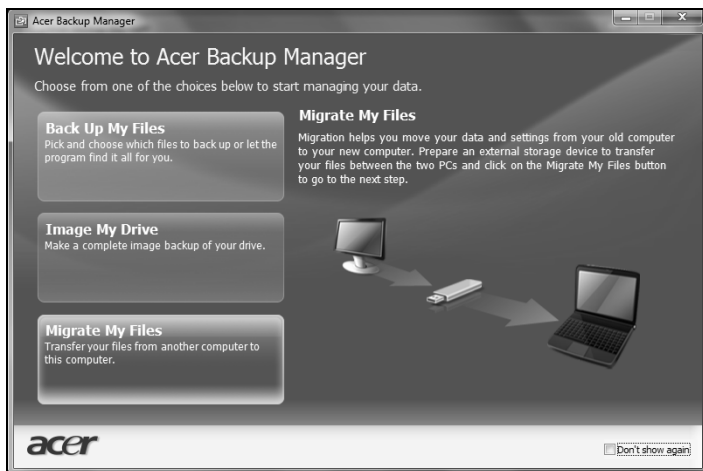 Acer Backup Manager
Welcome to Acer Backup Manager
Choose from one of the choices below to start managing your data.
Back Up My Files
Pick and choose which files to back up or let the
program find it all for you.
Image My Drive
Make a complete image backup of your drive.
Migrate My Files
Transfer your files from another computer to
this computer.
Migrate My Files
Migration helps you move your data and settings from your old computer
to your new computer. Prepare an external storage device to transfer
your files between the two PCs and click on the Migrate My Files button
to go to the next step.
acer
Don't show again